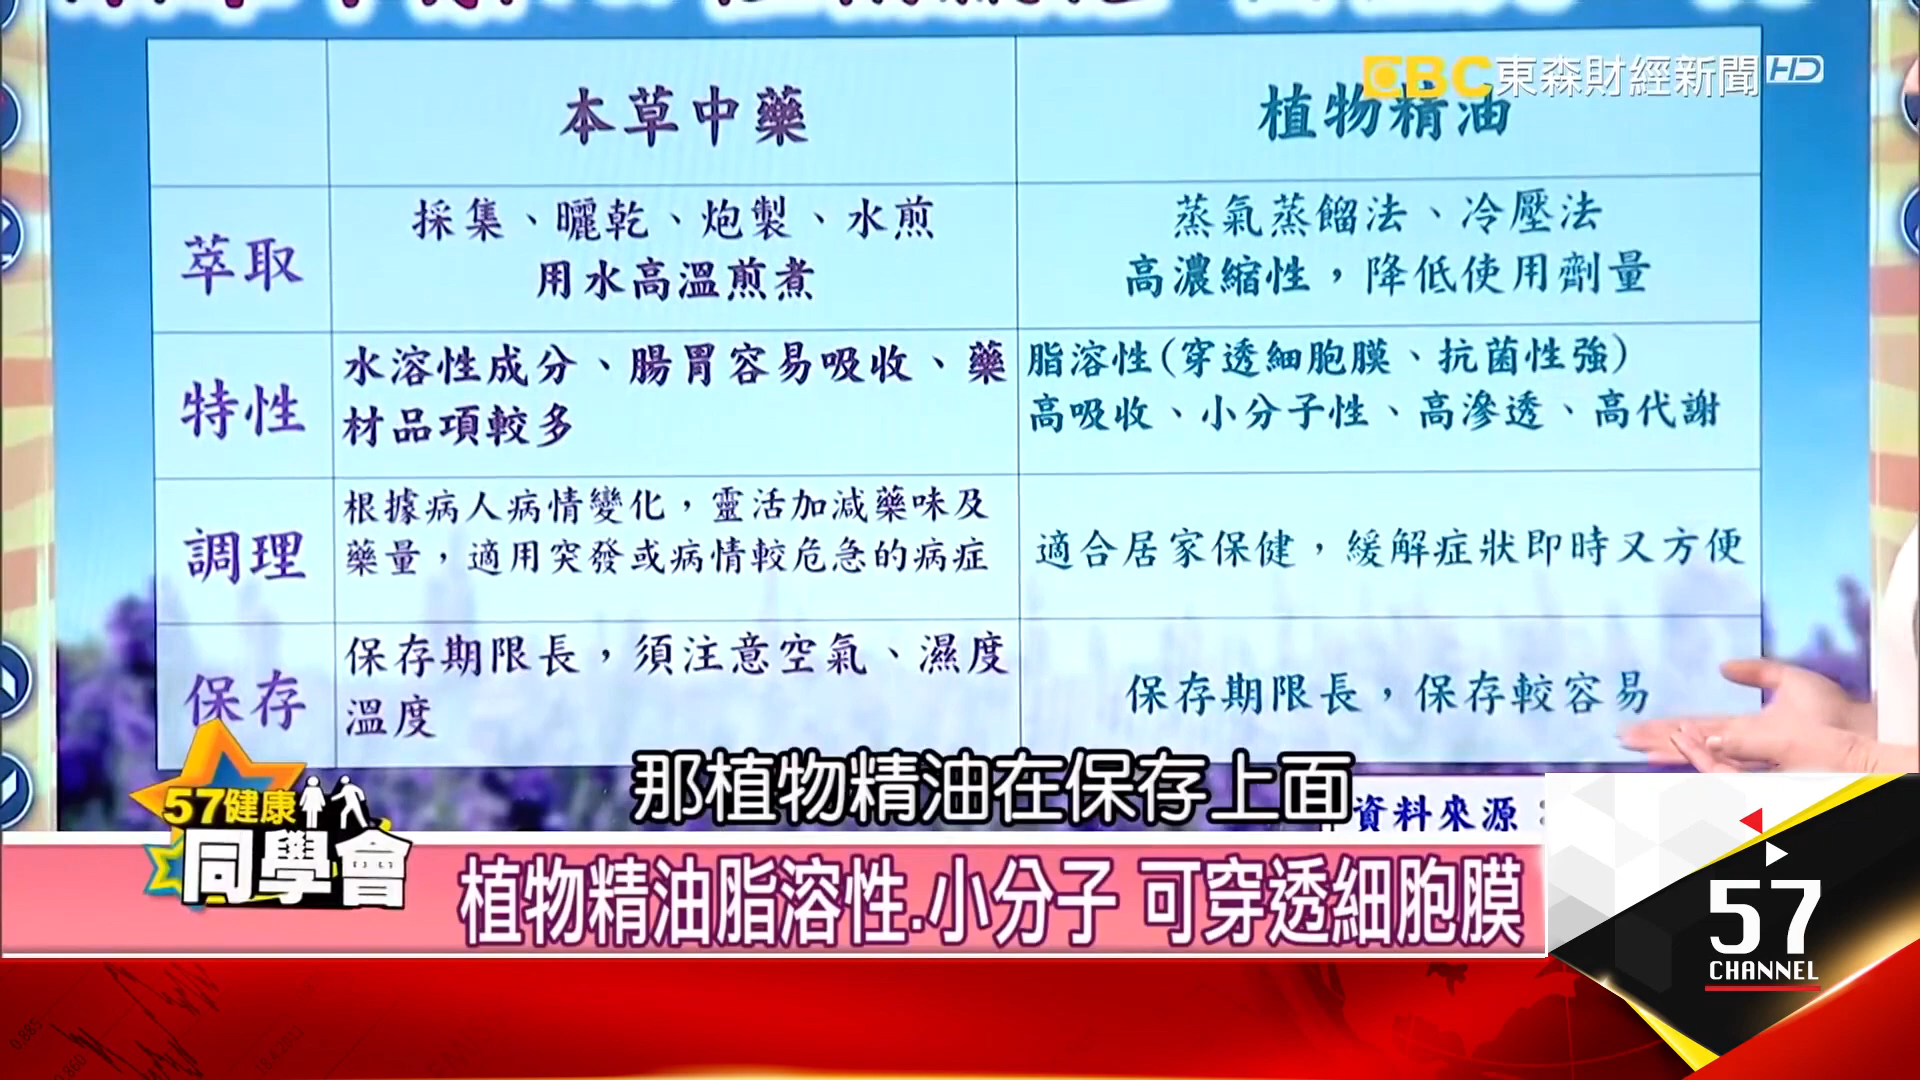 EBC東森財經新聞HD
本草中藥
植物精油
萃取
採集、曬乾、炮製、水煎
用水高溫煎煮
蒸氣蒸餾法、冷壓法
高濃縮性，降低使用劑量
特性
水溶性成分、腸胃容易吸收、藥
材品項較多
脂溶性(穿透細胞膜、抗菌性強)
高吸收、小分子性、高滲透、高代謝
調理
根據病人病情變化，靈活加減藥味及
藥量，適用突發或病情較危急的病症
適合居家保健，緩解症狀即時又方便
保存
保存期限長，須注意空氣、濕度
溫度
保存期限長，保存較容易
那植物精油在保存上面
資料來源：
57健康
同學會
植物精油脂溶性.小分子 可穿透細胞膜
57
CHANNEL